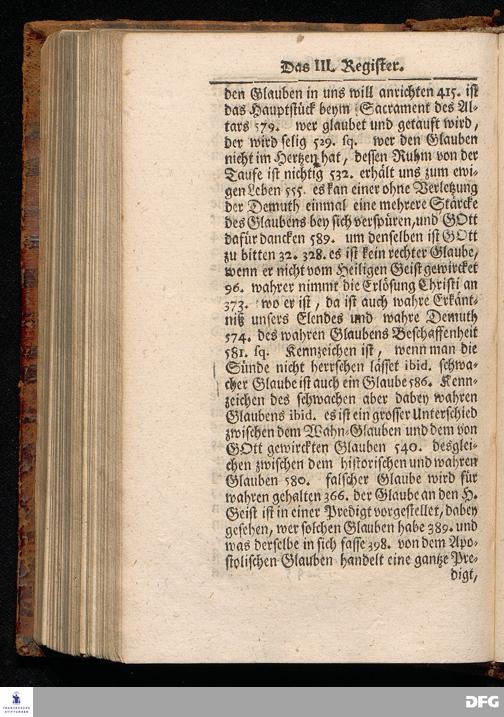 Das III. Register.
den Glauben in uns will anrichten 415. ist
das Hauptstück beym Sacrament des Al-
tars 579. wer glaubet und getauft wird,
der wird selig 529. sq. wer den Glauben
nicht im Hertzen hat, dessen Ruhm von der
Taufe ist nichtig 532. erhält uns zum ewi-
gen Leben 555. es kan einer ohne Verletzung
der Demuth einmal eine mehrere Stärcke
des Glaubens bey sich verspüren, und GOtt
dafür dancken 589. um denselben ist GOtt
zu bitten 32. 328. es ist kein rechter Glaube,
wenn er nicht vom Heiligen Geist gewircket
96. wahrer nimmt die Erlösung Christi an
373. wo er ist, da ist auch wahre Erkänt-
niß unsers Elendes und wahre Demuth
574. des wahren Glaubens Beschaffenheit
581. sq. Kennzeichen ist, wenn man die
Sünde nicht herrschen lässet ibid. schwa-
cher Glaube ist auch ein Glaube 586. Kenn-
zeichen des schwachen aber dabey wahren
Glaubens ibid. es ist ein grosser Unterschied
zwischen dem Wahn-Glauben und dem von
GOtt gewirckten Glauben 540. desglei-
chen zwischen dem historischen und wahren
Glauben 580. falscher Glaube wird für
wahren gehalten 366. der Glaube an den H.
Geist ist in einer Predigt vorgestellet, dabey
gesehen, wer solchen Glauben habe 389. und
was derselbe in sich fasse 398. von dem Apo-
stolischen Glauben handelt eine gantze Pre-
digt,
FRANCKESCHE
STIFTUNGEN
DFG